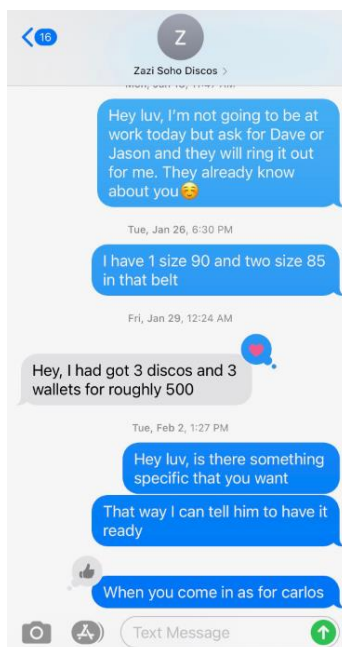 16
Z
Zazi Soho Discos >
Hey luv, I'm not going to be at
work today but ask for Dave or
Jason and they will ring it out
for me. They already know
about you☺️
Tue, Jan 26, 6:30 PM
I have 1 size 90 and two size 85
in that belt
Fri, Jan 29, 12:24 AM
Hey, I had got 3 discos and 3
wallets for roughly 500
Tue, Feb 2, 1:27 PM
Hey luv, is there something
specific that you want
That way I can tell him to have it
ready
When you come in as for carlos
Text Message